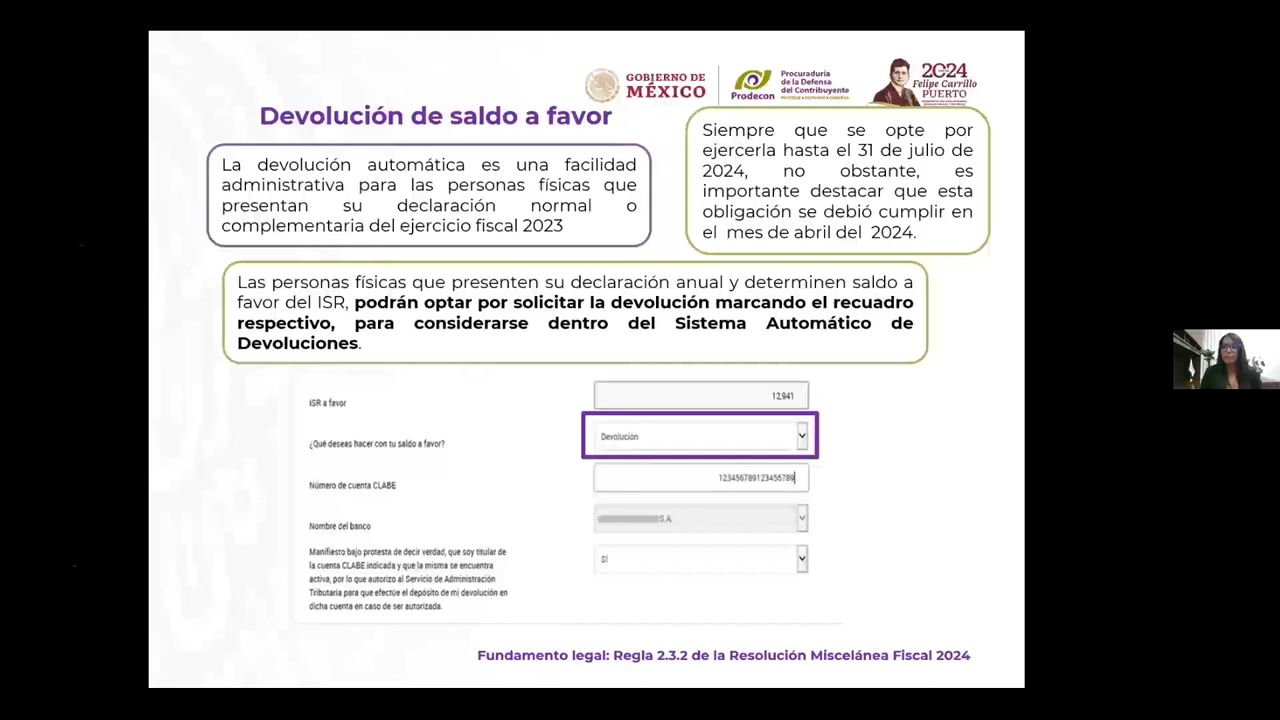 GOBIERNO DE
MÉXICO
Prodecon
Procuraduría
de la Defensa
del Contribuyente
2024
Felipe Carrillo
PUERTO
Devolución de saldo a favor
La devolución automática es una facilidad
administrativa para las personas físicas que
presentan su declaración normal o
complementaria del ejercicio fiscal 2023
Siempre que se opte por
ejercerla hasta el 31 de julio de
2024, no obstante, es
importante destacar que esta
obligación se debió cumplir en
el mes de abril del 2024.
Las personas físicas que presenten su declaración anual y determinen saldo a
favor del ISR, podrán optar por solicitar la devolución marcando el recuadro
respectivo, para considerarse dentro del Sistema Automático de
Devoluciones.
ISR a favor
12,941
¿Qué deseas hacer con tu saldo a favor?
Devolución
Número de cuenta CLABE
123456789123456789
Nombre del banco
S.A.
Manifiesto bajo protesta de decir verdad, que soy titular de
la cuenta CLABE indicada y que la misma se encuentra
activa, por lo que autorizo al Servicio de Administración
Tributaria para que efectúe el depósito de mi devolución en
dicha cuenta en caso de ser autorizada.
Sí
Fundamento legal: Regla 2.3.2 de la Resolución Miscelánea Fiscal 2024